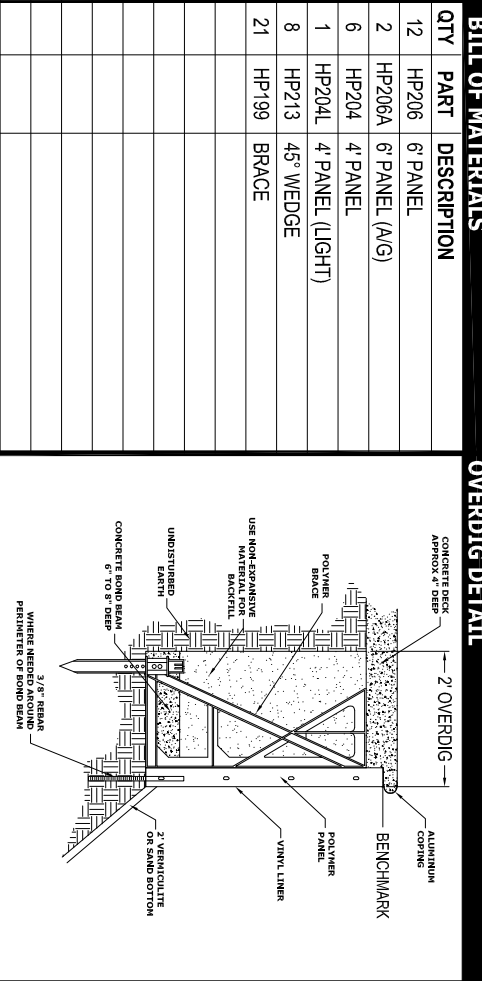 BILL OF MATERIALS
QTY PART DESCRIPTION
12 HP206 6' PANEL
2 HP206A 6' PANEL (A/G)
6 HP204 4' PANEL
1 HP204L 4' PANEL (LIGHT)
8 HP213 45° WEDGE
21 HP199 BRACE
OVERDIG DETAIL
CONCRETE DECK
APPROX 4" DEEP
2' OVERDIG
ALUMINUM
COPING
BENCHMARK
POLYMER
BRACE
POLYMER
PANEL
USE NON-EXPANSIVE
MATERIAL FOR
BACKFILL
VINYL LINER
UNDISTURBED
EARTH
CONCRETE BOND BEAM
6" TO 8" DEEP
2' VERMICULITE
OR SAND BOTTOM
3/8" REBAR
WHERE NEEDED AROUND
PERIMETER OF BOND BEAM